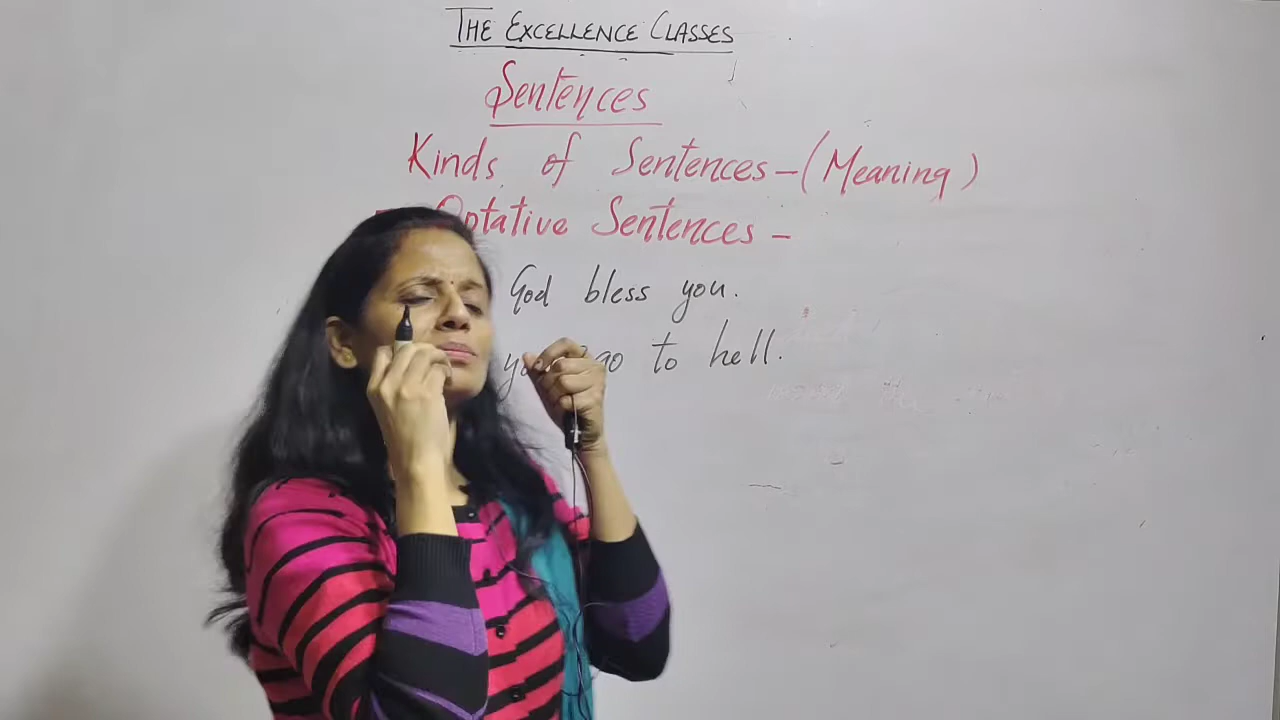 THE EXCELLENCE CLASSES
Sentences
Kinds of Sentences - (Meaning)
Optative Sentences -
God bless you.
go to hell.